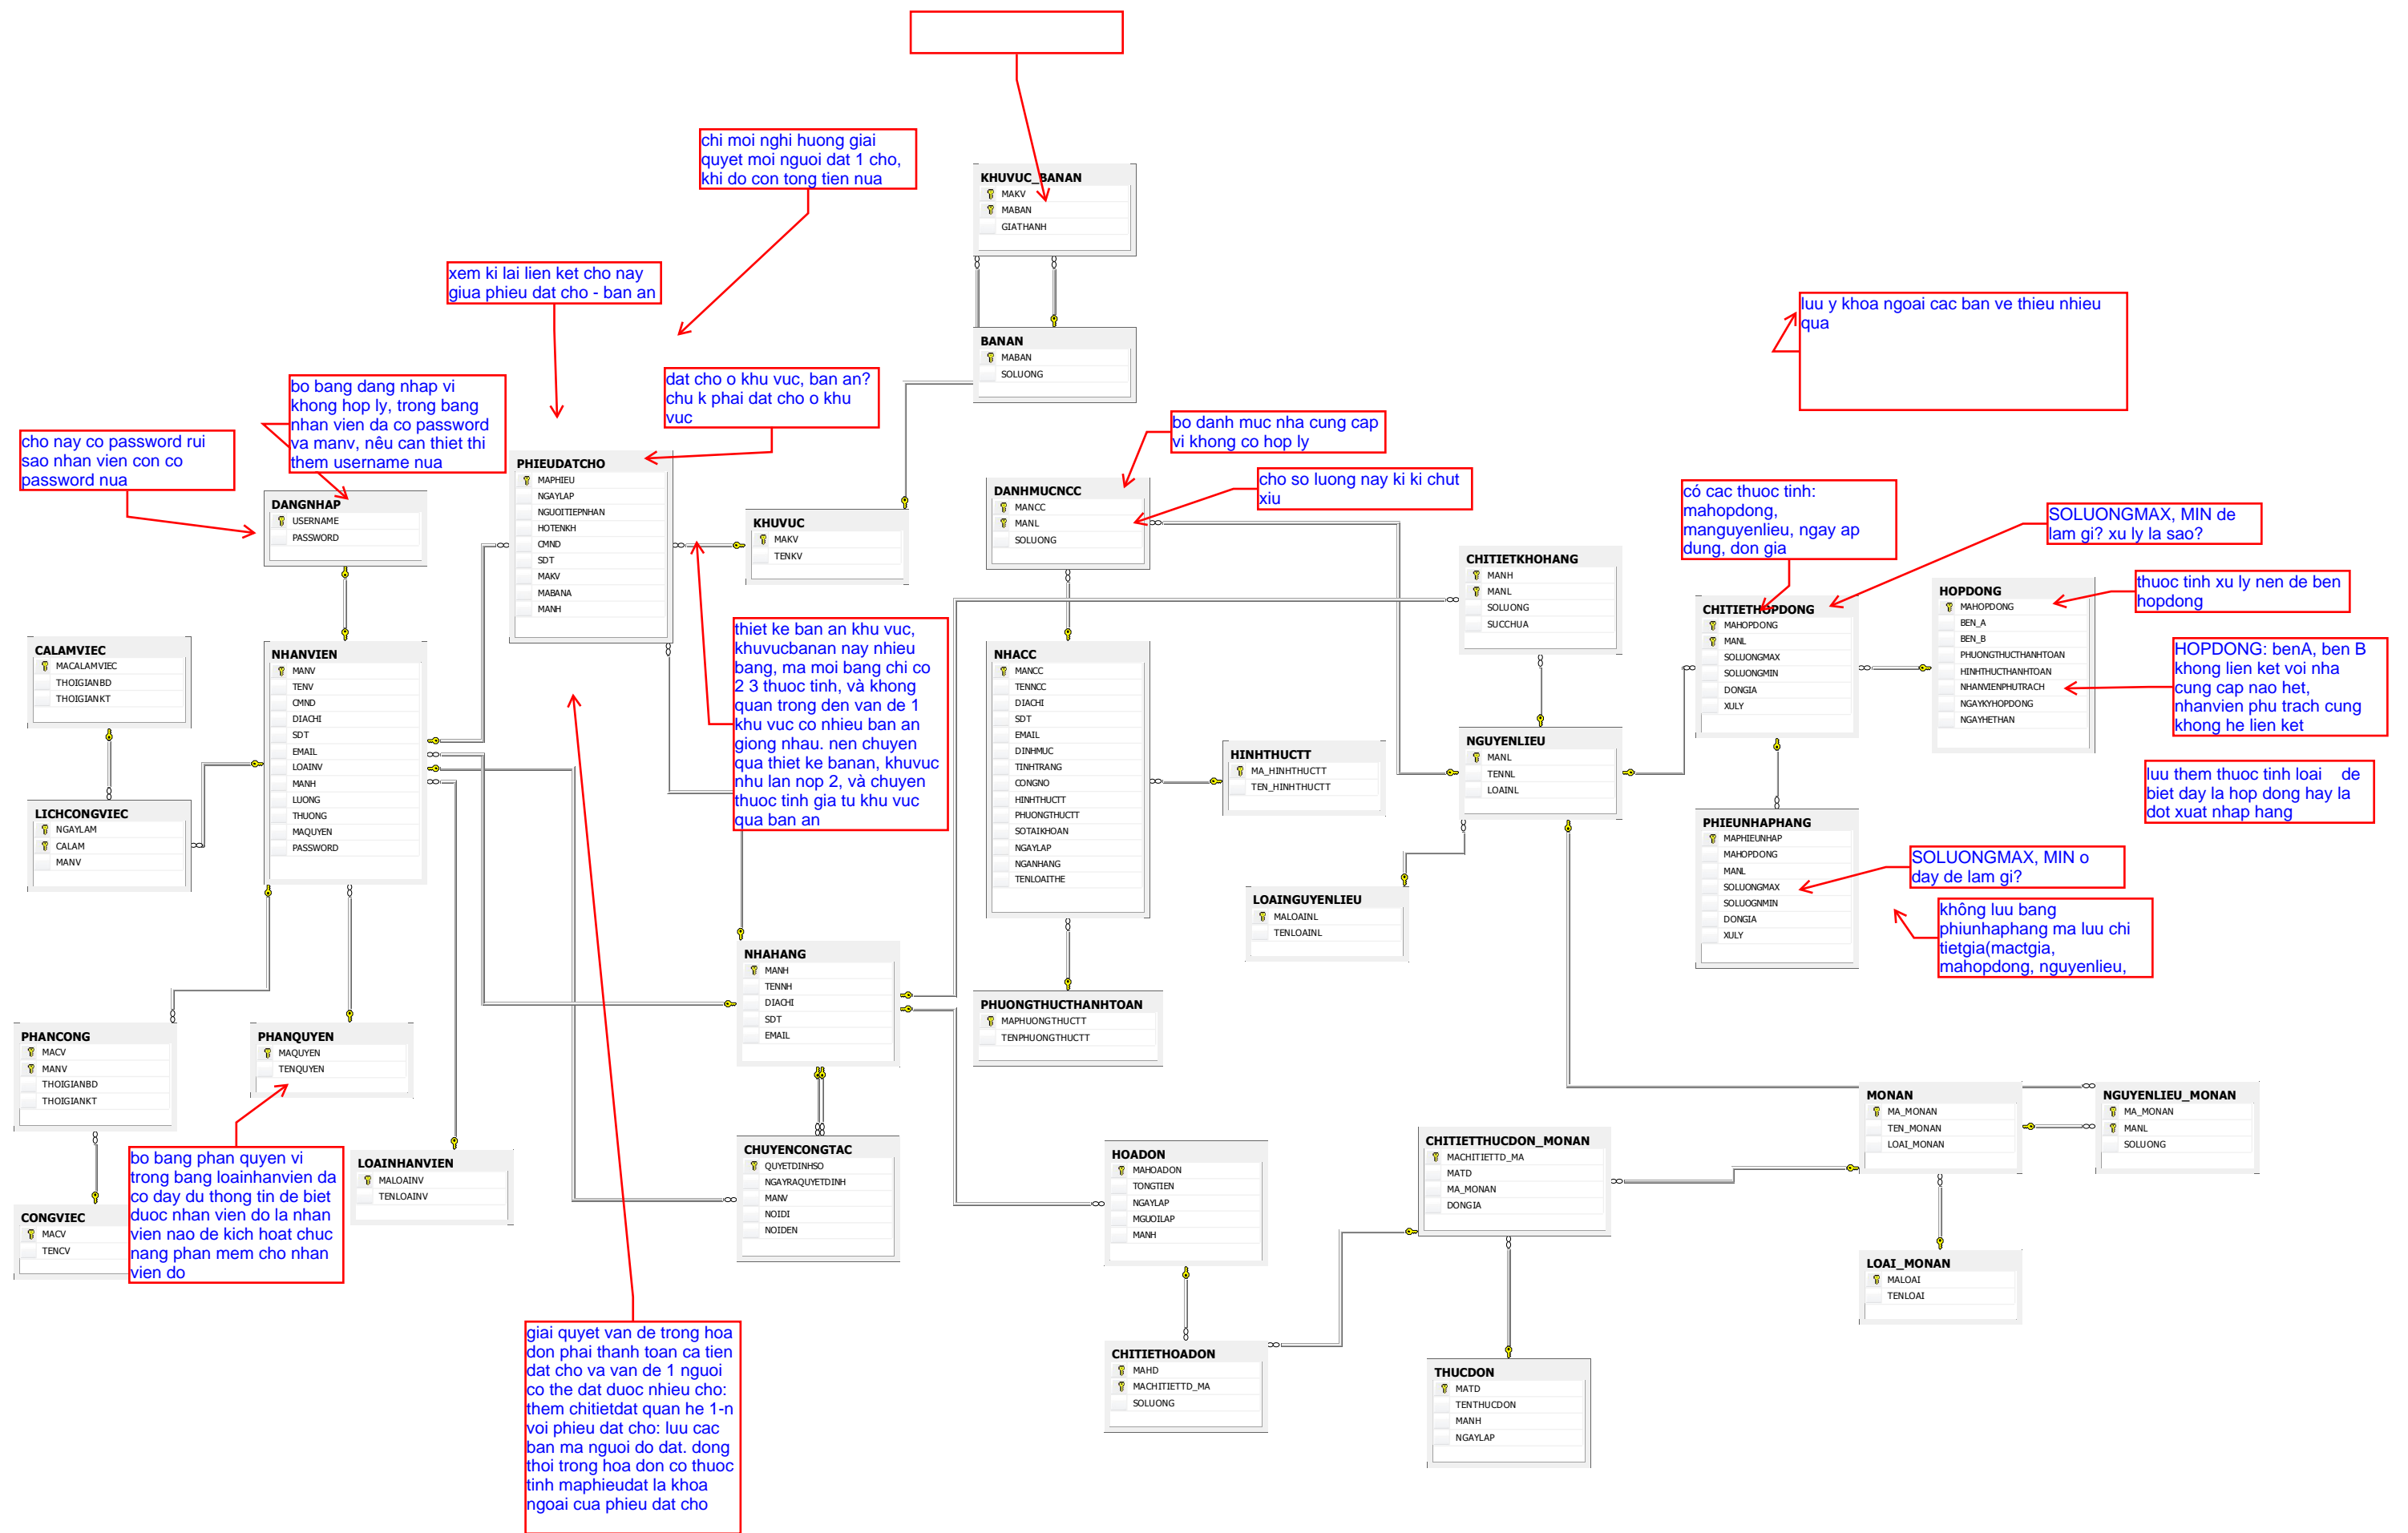 chi moi nghi huong giai
quyet moi nguoi dat 1 cho,
khi do con tong tien nua
KHUVUC_BANAN
MAKV
MABAN
GIATHANH
xem ki lai lien ket cho nay
giua phieu dat cho - ban an
luu y khoa ngoai cac ban ve thieu nhieu
qua
BANAN
MABAN
SOLUONG
dat cho o khu vuc, ban an?
chu k phai dat cho o khu
vuc
bo bang dang nhap vi
khong hop ly, trong bang
nhan vien da co password
va manv, nêu can thiet thi
them username nua
cho nay co password rui
sao nhan vien con co
password nua
bo danh muc nha cung cap
vi khong co hop ly
cho so luong nay ki ki chut
xiu
DANGNHAP
USERNAME
PASSWORD
PHIEUDATCHO
MAPHIEU
NGAYLAP
NGUOITIEPNHAN
HOTENKH
CMND
SDT
MAKV
MABANA
MANH
KHUVUC
MAKV
TENKV
DANHMUCNCC
MANCC
MANL
SOLUONG
có cac thuoc tinh:
mahopdong,
manguyenlieu, ngay ap
dung, don gia
SOLUONGMAX, MIN de
lam gi? xu ly la sao?
CHITIETKHOHANG
MANH
MANL
SOLUONG
SUCCHUA
CHITIETHOPDONG
MAHOPDONG
MANL
SOLUONGMAX
SOLUONGMIN
DONGIA
XULY
HOPDONG
MAHOPDONG
BEN_A
BEN_B
PHUONGTHUCTHANHTOAN
HINHTHUCTHANHTOAN
NHANVIENPHUTRACH
NGAYKYHOPDONG
NGAYHETHAN
thuoc tinh xu ly nen de ben
hopdong
HOPDONG: benA, ben B
khong lien ket voi nha
cung cap nao het,
nhanvien phu trach cung
khong he lien ket
luu them thuoc tinh loai de
biet day la hop dong hay la
dot xuat nhap hang
CALAMVIEC
MACALAMVIEC
THOIGIANBD
THOIGIANKT
NHANVIEN
MANV
TENV
CMND
DIACHI
SDT
EMAIL
LOAINV
MANH
LUONG
THUONG
MAQUYEN
PASSWORD
thiet ke ban an khu vuc,
khuvucbanan nay nhieu
bang, ma moi bang chi co
2 3 thuoc tinh, và khong
quan trong den van de 1
khu vuc co nhieu ban an
giong nhau. nen chuyen
qua thiet ke banan, khuvuc
nhu lan nop 2, và chuyen
thuoc tinh gia tu khu vuc
qua ban an
NHACC
MANCC
TENNCC
DIACHI
SDT
EMAIL
DINHMUC
TINHTRANG
CONGNO
HINHTHUCTT
PHUONGTHUCTT
SOTAIKHOAN
NGAYLAP
NGANHANG
TENLOAITHE
HINHTHUCTT
MA_HINHTHUCTT
TEN_HINHTHUCTT
NGUYENLIEU
MANL
TENNL
LOAINL
LICHCONGVIEC
NGAYLAM
CALAM
MANV
PHIEUNHAPHANG
MAPHIEUNHAP
MAHOPDONG
MANL
SOLUONGMAX
SOLUOGNMIN
DONGIA
XULY
SOLUONGMAX, MIN o
day de lam gi?
không luu bang
phiunhaphang ma luu chi
tietgia(mactgia,
mahopdong, nguyenlieu,
LOAINGUYENLIEU
MALOAINL
TENLOAINL
NHAHANG
MANH
TENNH
DIACHI
SDT
EMAIL
PHUONGTHUCTHANHTOAN
MAPHUONGTHUCTT
TENPHUONGTHUCTT
PHANCONG
MACV
MANV
THOIGIANBD
THOIGIANKT
PHANQUYEN
MAQUYEN
TENQUYEN
MONAN
MA_MONAN
TEN_MONAN
LOAI_MONAN
NGUYENLIEU_MONAN
MA_MONAN
MANL
SOLUONG
bo bang phan quyen vi
trong bang loainhanvien da
co day du thong tin de biet
duoc nhan vien do la nhan
vien nao de kich hoat chuc
nang phan mem cho nhan
vien do
LOAINHANVIEN
MALOAINV
TENLOAINV
CHUYENCONGTAC
QUYETDINHSO
NGAYRAQUYETDINH
MANV
NOIDI
NOIDEN
HOADON
MAHOADON
TONGTIEN
NGAYLAP
MGUOILAP
MANH
CHITIETTHUCDON_MONAN
MACHITIETTD_MA
MATD
MA_MONAN
DONGIA
CONGVIEC
MACV
TENCV
LOAI_MONAN
MALOAI
TENLOAI
giai quyet van de trong hoa
don phai thanh toan ca tien
dat cho va van de 1 nguoi
co the dat duoc nhieu cho:
them chitietdat quan he 1-n
voi phieu dat cho: luu cac
ban ma nguoi do dat. dong
thoi trong hoa don co thuoc
tinh maphieudat la khoa
ngoai cua phieu dat cho
CHITIETHOADON
MAHD
MACHITIETTD_MA
SOLUONG
THUCDON
MATD
TENTHUCDON
MANH
NGAYLAP